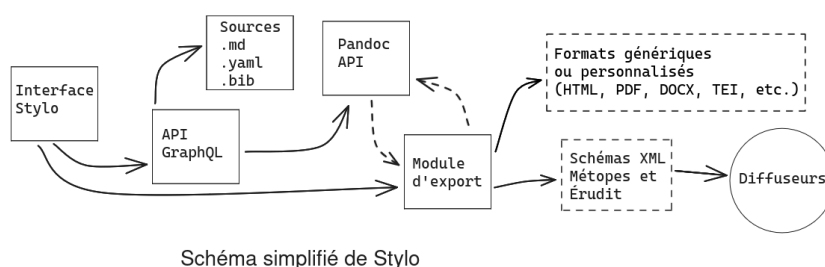 Interface
Stylo
Sources
.md
.yaml
.bib
API
GraphQL
Pandoc
API
Module
d'export
Formats génériques
ou personnalisés
(HTML, PDF, DOCX, TEI, etc.)
Schémas XML
Métopes et
Érudit
Diffuseurs
Schéma simplifié de Stylo